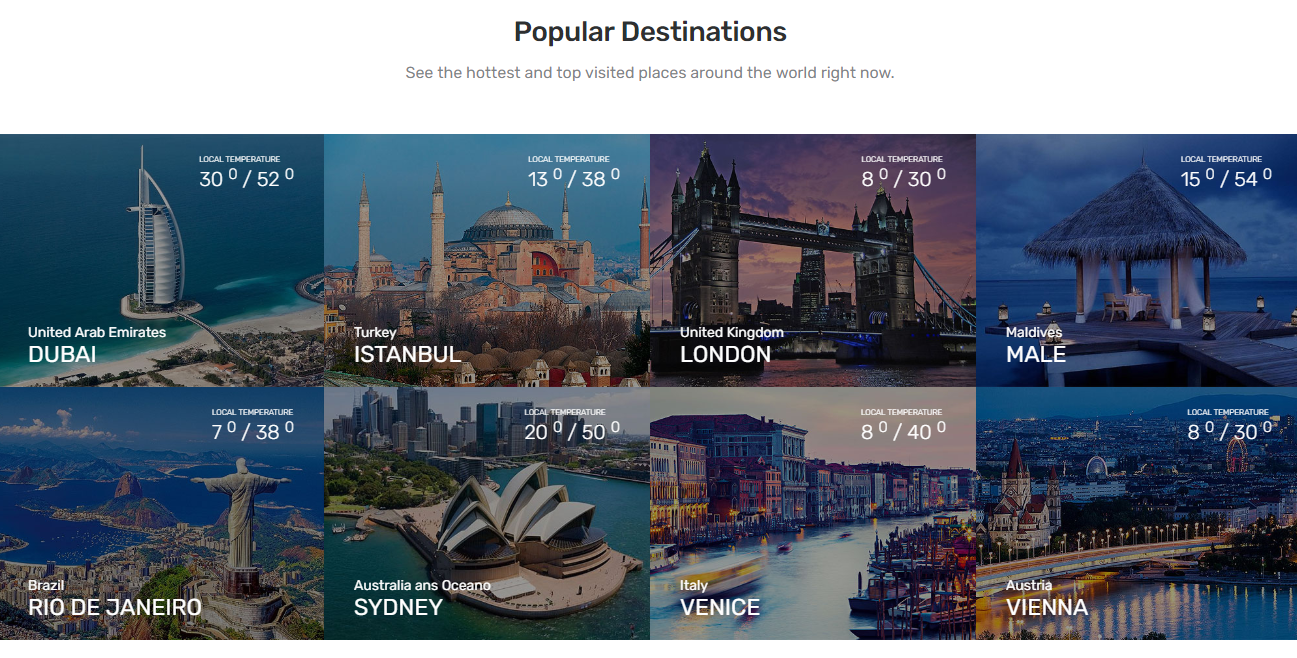 Popular Destinations
See the hottest and top visited places around the world right now.
LOCAL TEMPERATURE
30 0 / 52 0
United Arab Emirates
DUBAI
LOCAL TEMPERATURE
13 0 / 38 0
Turkey
ISTANBUL
LOCAL TEMPERATURE
8 0 / 30 0
United Kingdom
LONDON
LOCAL TEMPERATURE
15 0 / 54 0
Maldives
MALE
LOCAL TEMPERATURE
7 0 / 38 0
Brazil
RIO DE JANEIRO
LOCAL TEMPERATURE
20 0 / 50 0
Australia ans Oceano
SYDNEY
LOCAL TEMPERATURE
8 0 / 40 0
Italy
VENICE
LOCAL TEMPERATURE
8 0 / 30 0
Austria
VIENNA